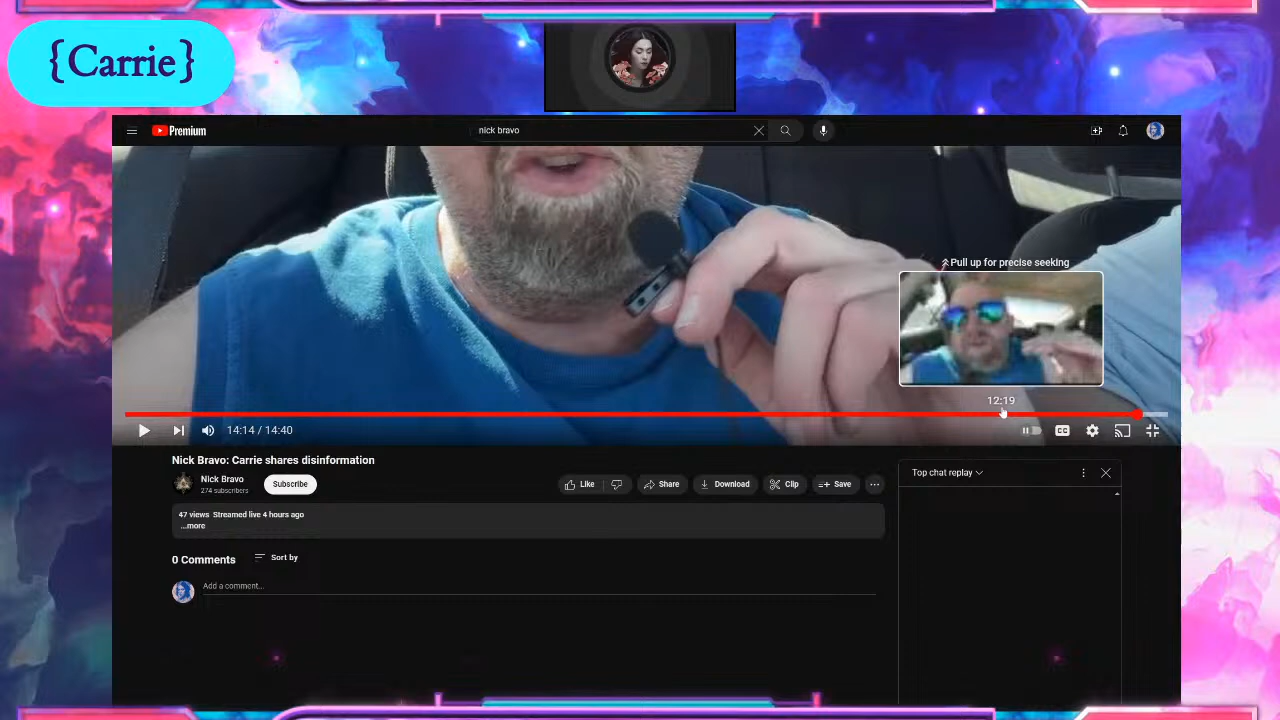 {Carrie}
Premium
nick bravo
Pull up for precise seeking
12:19
14:14 / 14:40
CC
Nick Bravo: Carrie shares disinformation
Nick Bravo
274 subscribers
Subscribe
Like
Share
Download
Clip
Save
47 views Streamed live 4 hours ago
...more
0 Comments
Sort by
Add a comment...
Top chat replay